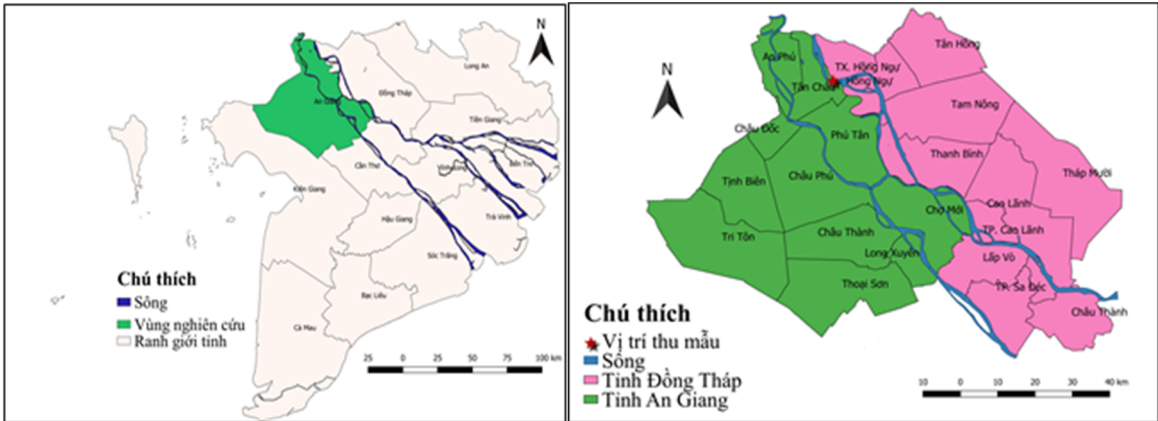 N
Long An
An Giang
Đồng Tháp
Tiền Giang
Cần Thơ
Vĩnh Long
Bến Tre
Kiên Giang
Hậu Giang
Trà Vinh
Sóc Trăng
Bạc Liêu
Cà Mau
Chú thích
Sông
Vùng nghiên cứu
Ranh giới tỉnh
25 0 25 50 75 100 km
N
Tân Hồng
An Phú
TX. Hồng Ngự
Hồng Ngự
Tân Châu
Tam Nông
Châu Đốc
Phú Tân
Thanh Bình
Tháp Mười
Tịnh Biên
Châu Phú
Cao Lãnh
Chợ Mới
TP. Cao Lãnh
Tri Tôn
Châu Thành
Long Xuyên
Lấp Vò
Thoại Sơn
TP. Sa Đéc
Châu Thành
Chú thích
Vị trí thu mẫu
Sông
Tỉnh Đồng Tháp
Tỉnh An Giang
10 0 10 20 30 40 km